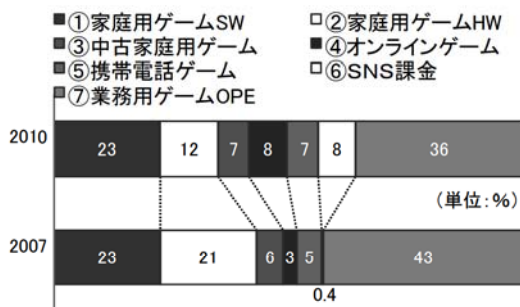 ①家庭用ゲームSW ②家庭用ゲームHW
③中古家庭用ゲーム ④オンラインゲーム
⑤携帯電話ゲーム ⑥SNS課金
⑦業務用ゲームOPE
2010 23 12 7 8 7 8 36
(単位:%)
2007 23 21 6 3 5 43
0.4